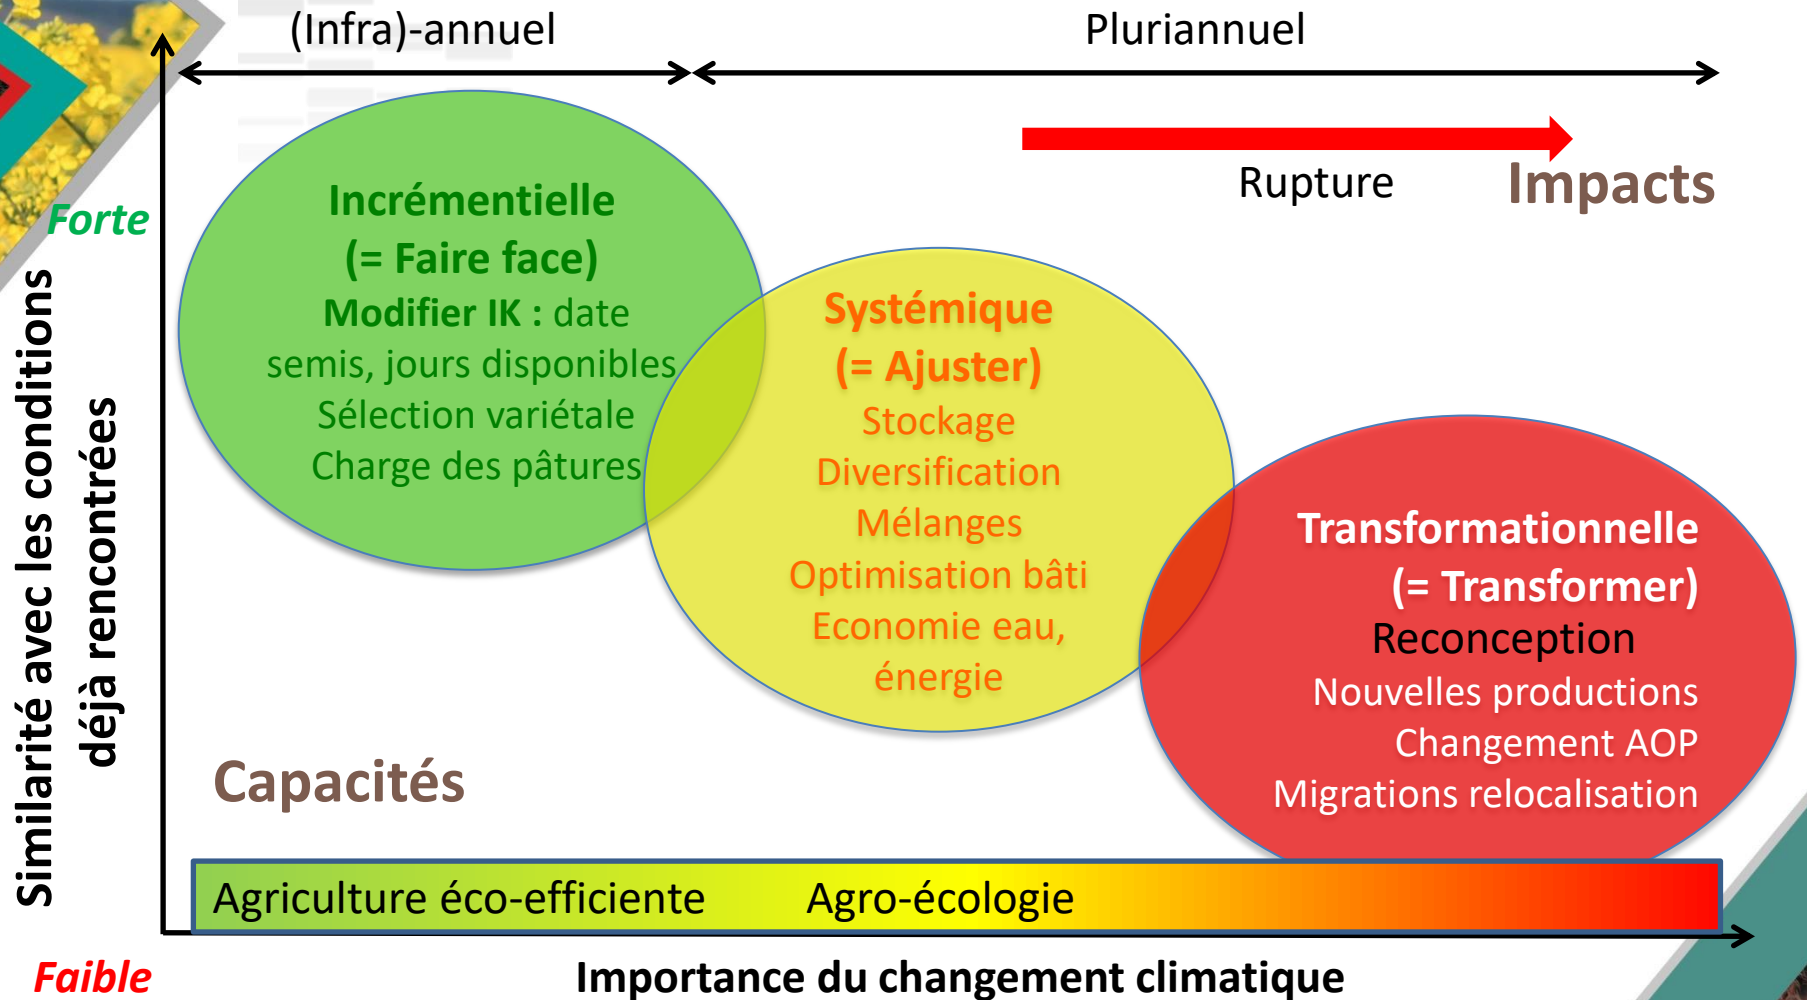 (Infra)-annuel
Pluriannuel
Rupture
Impacts
Forte
Similarité avec les conditions
déjà rencontrées
Incrémentielle
(= Faire face)
Modifier IK : date
semis, jours disponibles
Sélection variétale
Charge des pâtures
Systémique
(= Ajuster)
Stockage
Diversification
Mélanges
Optimisation bâti
Economie eau,
énergie
Transformationnelle
(= Transformer)
Reconception
Nouvelles productions
Changement AOP
Migrations relocalisation
Capacités
Agriculture éco-efficiente
Agro-écologie
Faible
Importance du changement climatique